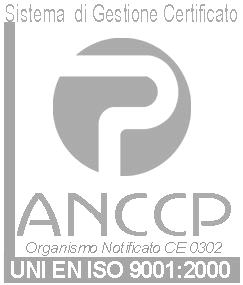 Sistema di Gestione Certificato
ANCCP
Organismo Notificato CE 0302
UNI EN ISO 9001:2000